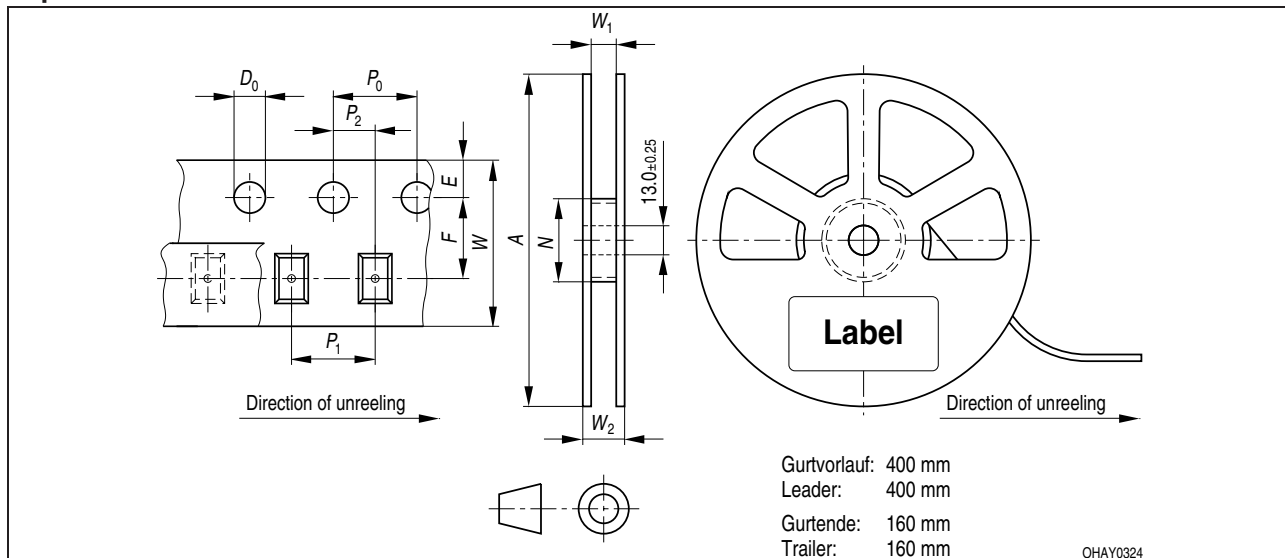 W1
D0
P0
P2
E
F
W
A
N
13.0±0.25
P1
W2
Label
Direction of unreeling
Direction of unreeling
Gurtvorlauf: 400 mm
Leader: 400 mm
Gurtende: 160 mm
Trailer: 160 mm
OHAY0324